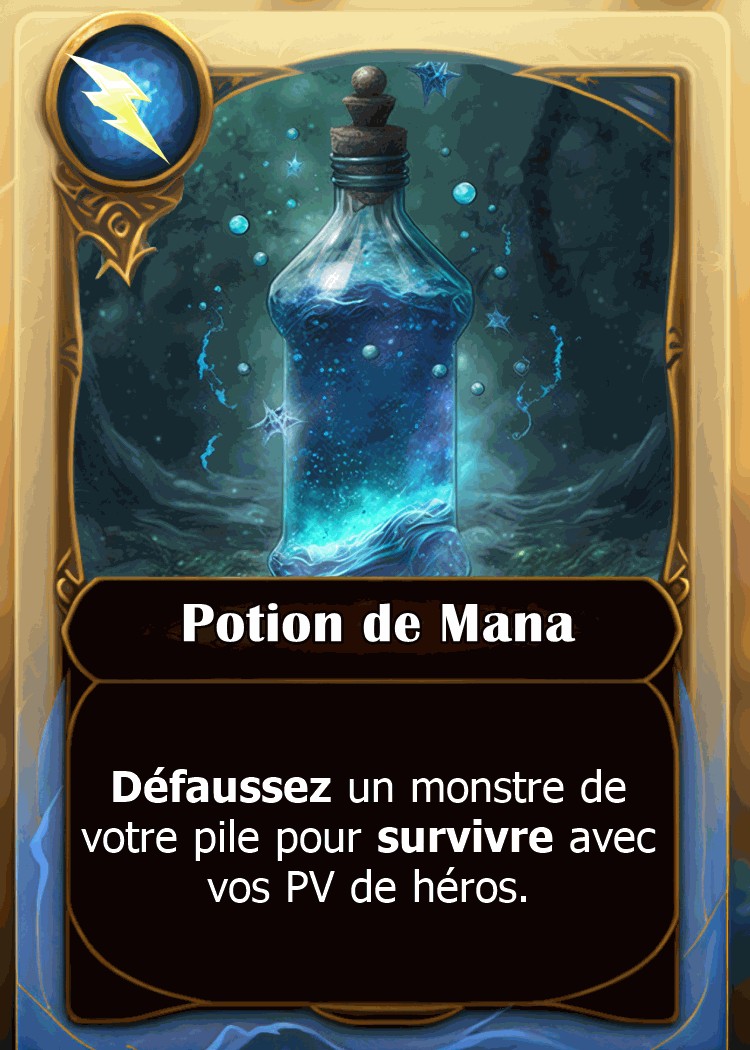 Potion de Mana
Défaussez un monstre de
votre pile pour survivre avec
vos PV de héros.